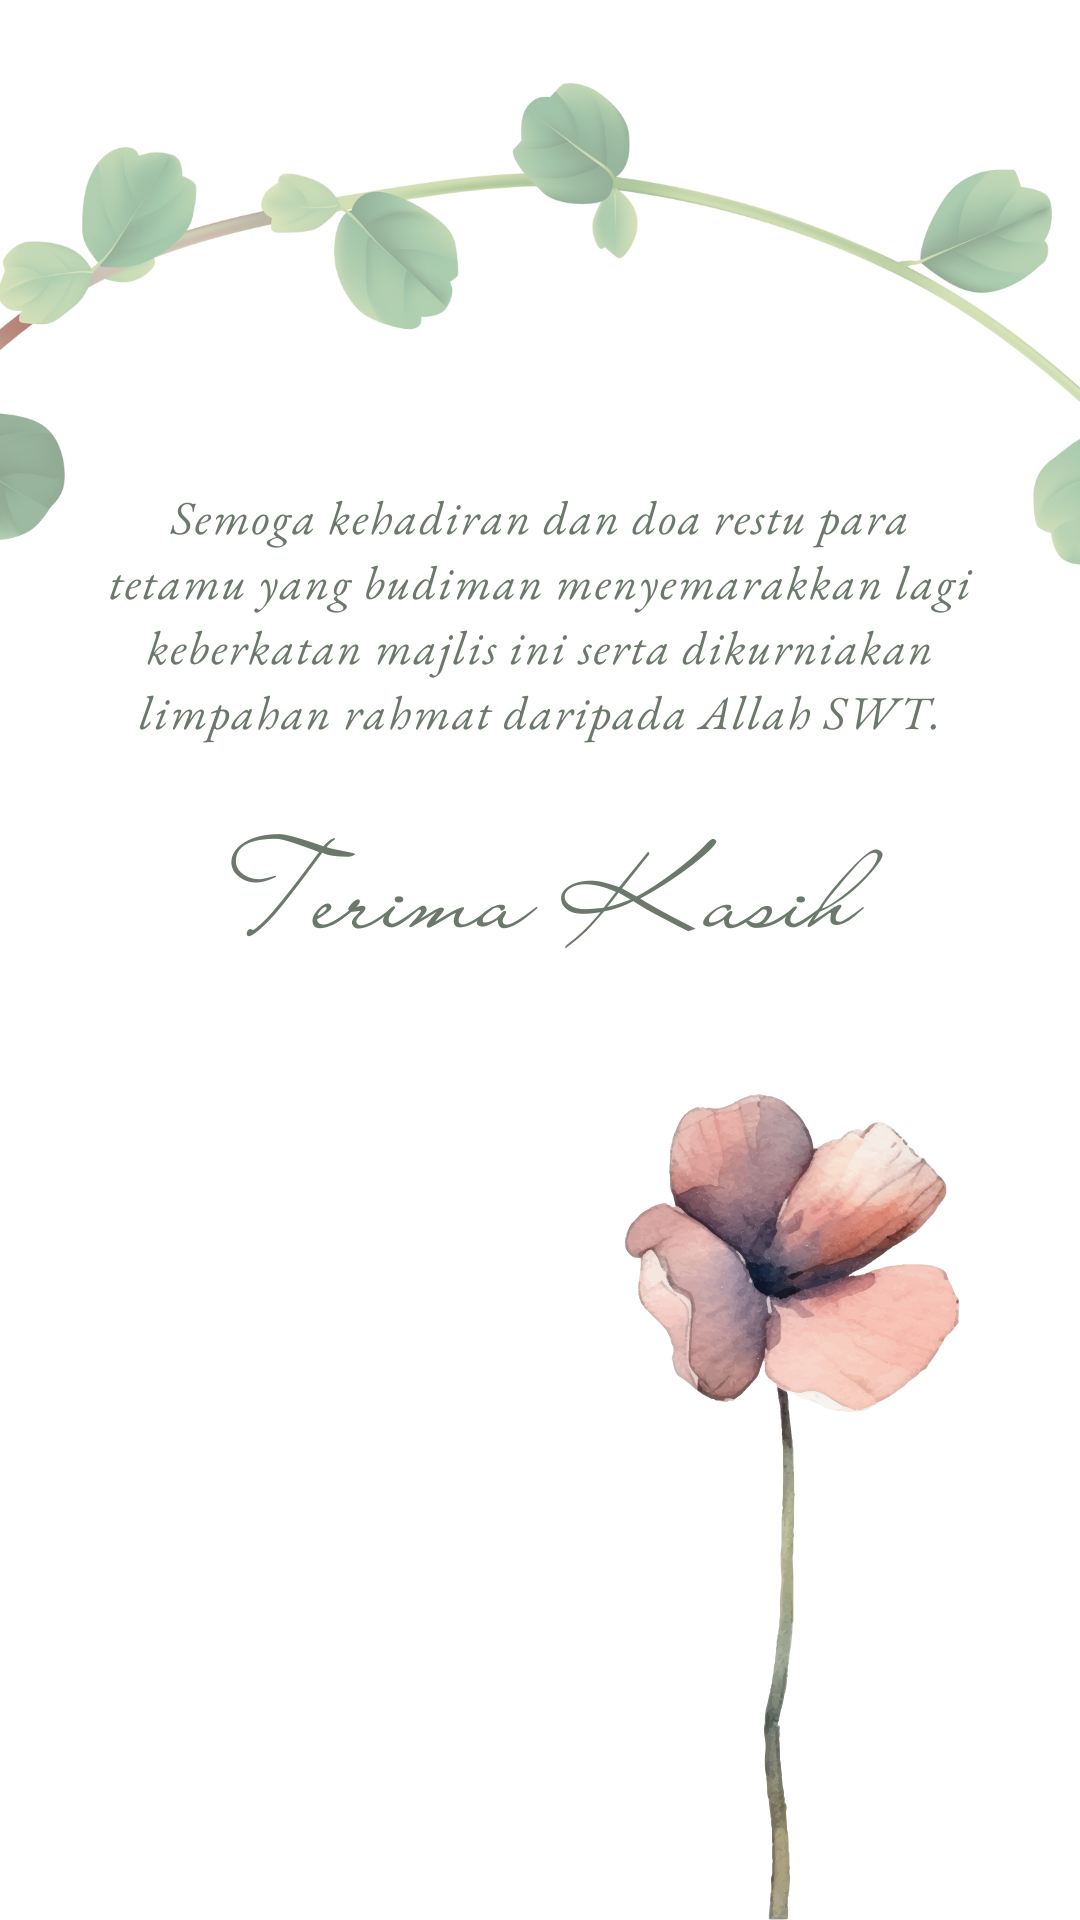 Semoga kehadiran dan doa restu para
tetamu yang budiman menyemarakkan lagi
keberkatan majlis ini serta dikurniakan
limpahan rahmat daripada Allah SWT.
Terima Kasih